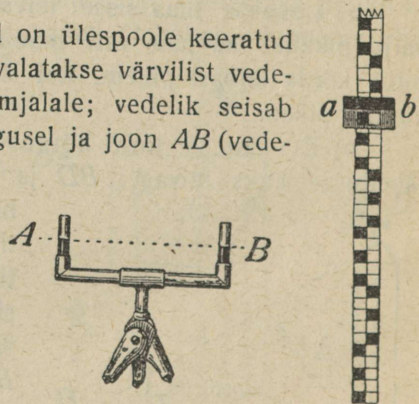 on ülespoole keeratud
valatakse värvilist vede-
mjalale; vedelik seisab
gusel ja joon AB (vede-
a b
A B